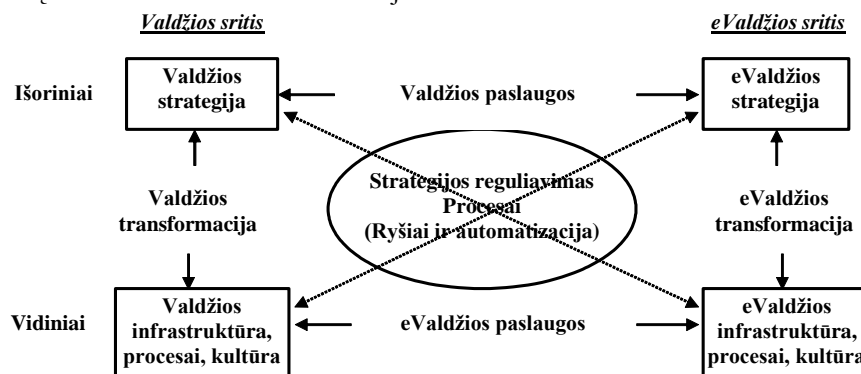 Valdžios sritis
eValdžios sritis
Išoriniai
Valdžios
strategija
Valdžios paslaugos
eValdžios
strategija
Strategijos reguliavimas
Procesai
(Ryšiai ir automatizacija)
Valdžios
transformacija
eValdžios
transformacija
Vidiniai
Valdžios
infrastruktūra,
procesai, kultūra
eValdžios paslaugos
eValdžios
infrastruktūra,
procesai, kultūra